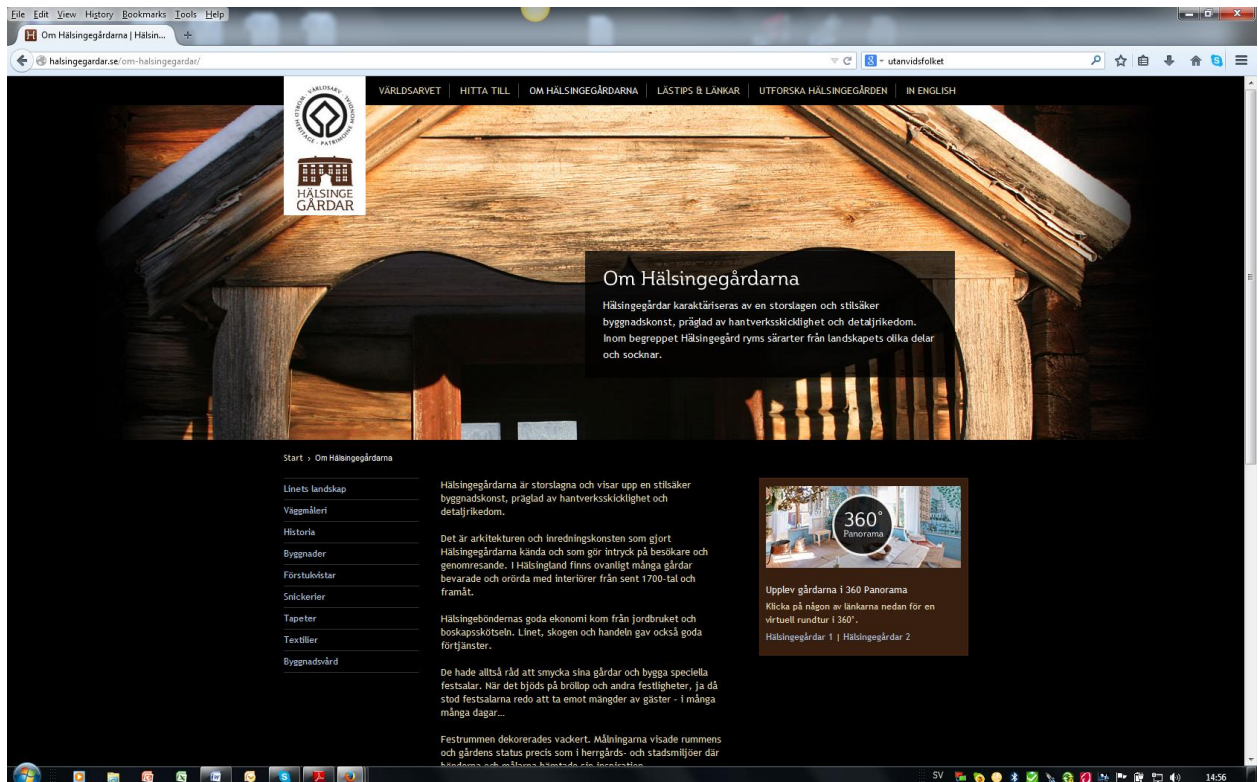 File Edit View History Bookmarks Tools Help
Om Hälsingegårdarna | Hälsin...
halsingegardar.se/om-halsingegardar/
utanvidsfolket
VÄRLDSARVET | HITTA TILL | OM HÄLSINGEGÅRDARNA | LÄSTIPS & LÄNKAR | UTFORSKA HÄLSINGEGÅRDEN | IN ENGLISH
HÄLSINGE
GÅRDAR
Om Hälsingegårdarna
Hälsingegårdar karaktäriseras av en storslagen och stilsäker
byggnadskonst, präglad av hantverksskicklighet och detaljrikedom.
Inom begreppet Hälsingegård ryms särarter från landskapets olika delar
och socknar.
Start › Om Hälsingegårdarna
Linets landskap
Väggmåleri
Historia
Byggnader
Förstukvistar
Snickerier
Tapeter
Textilier
Byggnadsvård
Hälsingegårdarna är storslagna och visar upp en stilsäker
byggnadskonst, präglad av hantverksskicklighet och
detaljrikedom.
Det är arkitekturen och inredningskonsten som gjort
Hälsingegårdarna kända och som gör intryck på besökare och
genomresande. I Hälsingland finns ovanligt många gårdar
bevarade och orörda med interiörer från sent 1700-tal och
framåt.
Hälsingeböndernas goda ekonomi kom från jordbruket och
boskapsskötseln. Linet, skogen och handeln gav också goda
förtjänster.
De hade alltså råd att smycka sina gårdar och bygga speciella
festsalar. När det bjöds på bröllop och andra festligheter, ja då
stod festsalarna redo att ta emot mängder av gäster - i många
många dagar...
Festrummen dekorerades vackert. Målningarna visade rummens
och gårdens status precis som i herrgårds- och stadsmiljöer där
360°
Panorama
Upplev gårdarna i 360 Panorama
Klicka på någon av länkarna nedan för en
virtuell rundtur i 360°.
Hälsingegårdar 1 | Hälsingegårdar 2
SV
14:56